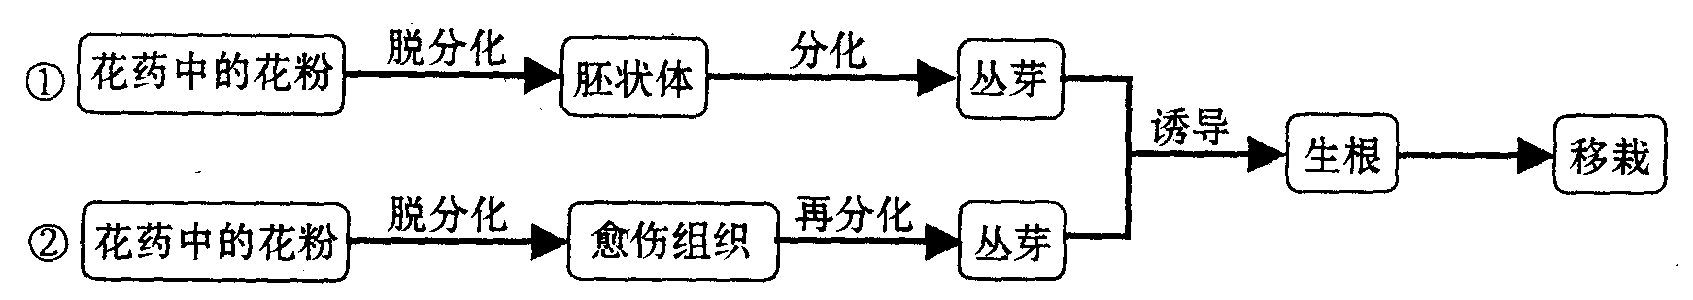 ① 花药中的花粉 脱分化 胚状体 分化 丛芽
诱导 生根 移栽
② 花药中的花粉 脱分化 愈伤组织 再分化 丛芽